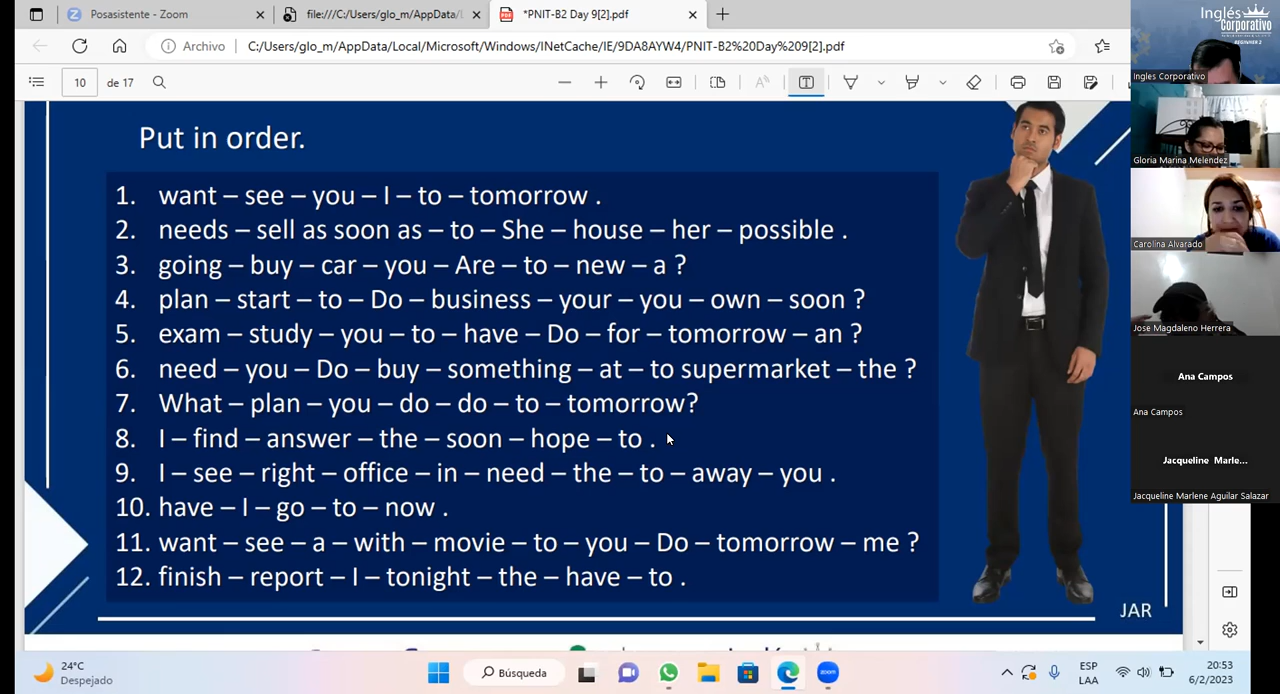 Posasistente - Zoom
file:///C:/Users/glo_m/AppData/L
*PNIT-B2 Day 9[2].pdf
Archivo
C:/Users/glo_m/AppData/Local/Microsoft/Windows/INetCache/IE/9DA8AYW4/PNIT-B2%20Day%209[2].pdf
10 de 17
Put in order.
1. want – see – you – I – to – tomorrow .
2. needs – sell as soon as – to – She – house – her – possible .
3. going – buy – car – you – Are – to – new – a ?
4. plan – start – to – Do – business – your – you – own – soon ?
5. exam – study – you – to – have – Do – for – tomorrow – an ?
6. need – you – Do – buy – something – at – to supermarket – the ?
7. What – plan – you – do – do – to – tomorrow?
8. I – find – answer – the – soon – hope – to .
9. I – see – right – office – in – need – the – to – away – you .
10. have – I – go – to – now .
11. want – see – a – with – movie – to – you – Do – tomorrow – me ?
12. finish – report – I – tonight – the – have – to .
JAR
Inglés
Corporativo
BEGINNER 2
Ingles Corporativo
Gloria Marina Melendez
Carolina Alvarado
Jose Magdaleno Herrera
Ana Campos
Ana Campos
Jacqueline Marle...
Jacqueline Marlene Aguilar Salazar
24°C
Despejado
Búsqueda
zoom
ESP
LAA
20:53
6/2/2023